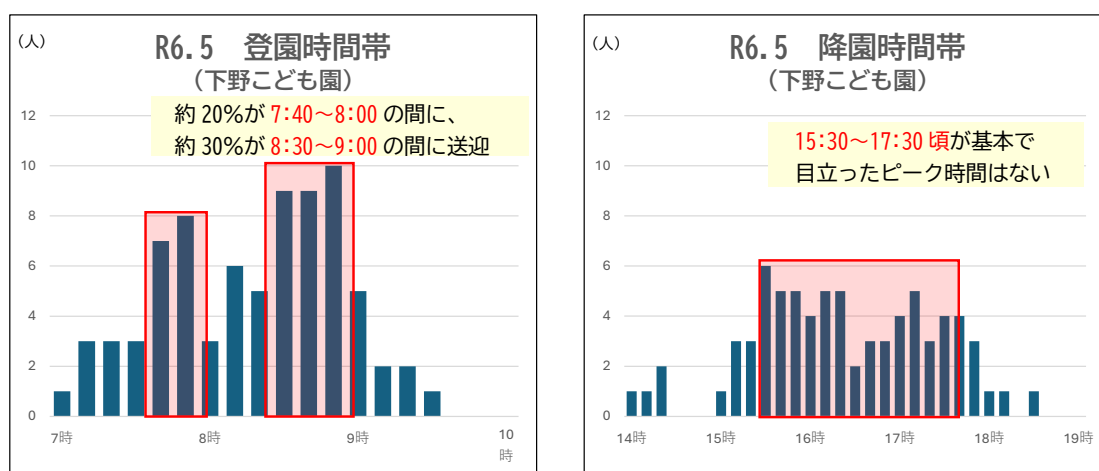 (人)
R6.5 登園時間帯
(下野こども園)
約20%が 7:40～8:00 の間に、
約30%が 8:30～9:00 の間に送迎
12
10
8
6
4
2
0
7時
8時
9時
10
時
(人)
R6.5 降園時間帯
(下野こども園)
15:30～17:30 頃が基本で
目立ったピーク時間はない
12
10
8
6
4
2
0
14時
15時
16時
17時
18時
19時